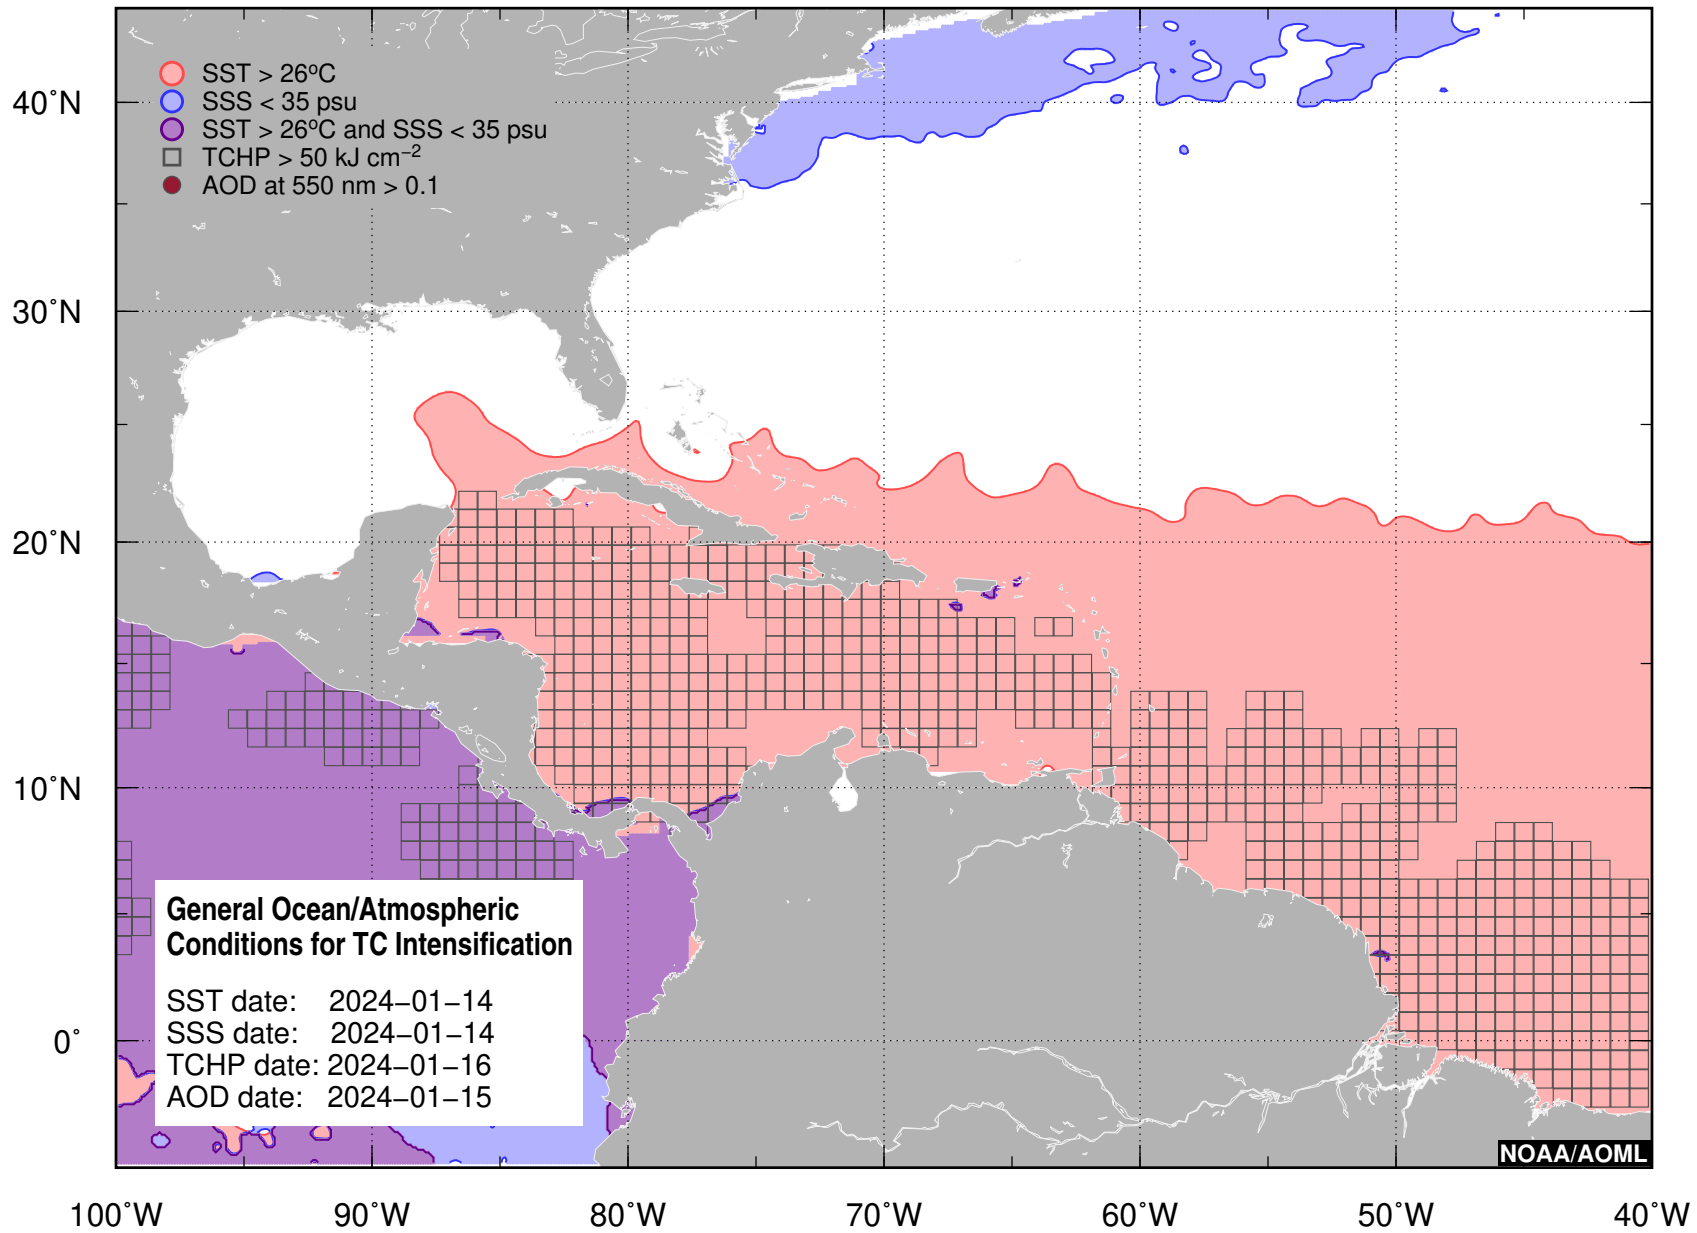 SST > 26ºC
SSS < 35 psu
SST > 26ºC and SSS < 35 psu
TCHP > 50 kJ cm⁻²
AOD at 550 nm > 0.1
40˚N
30˚N
20˚N
10˚N
0˚
General Ocean/Atmospheric
Conditions for TC Intensification
SST date: 2024−01−14
SSS date: 2024−01−14
TCHP date: 2024−01−16
AOD date: 2024−01−15
NOAA/AOML
100˚W 90˚W 80˚W 70˚W 60˚W 50˚W 40˚W